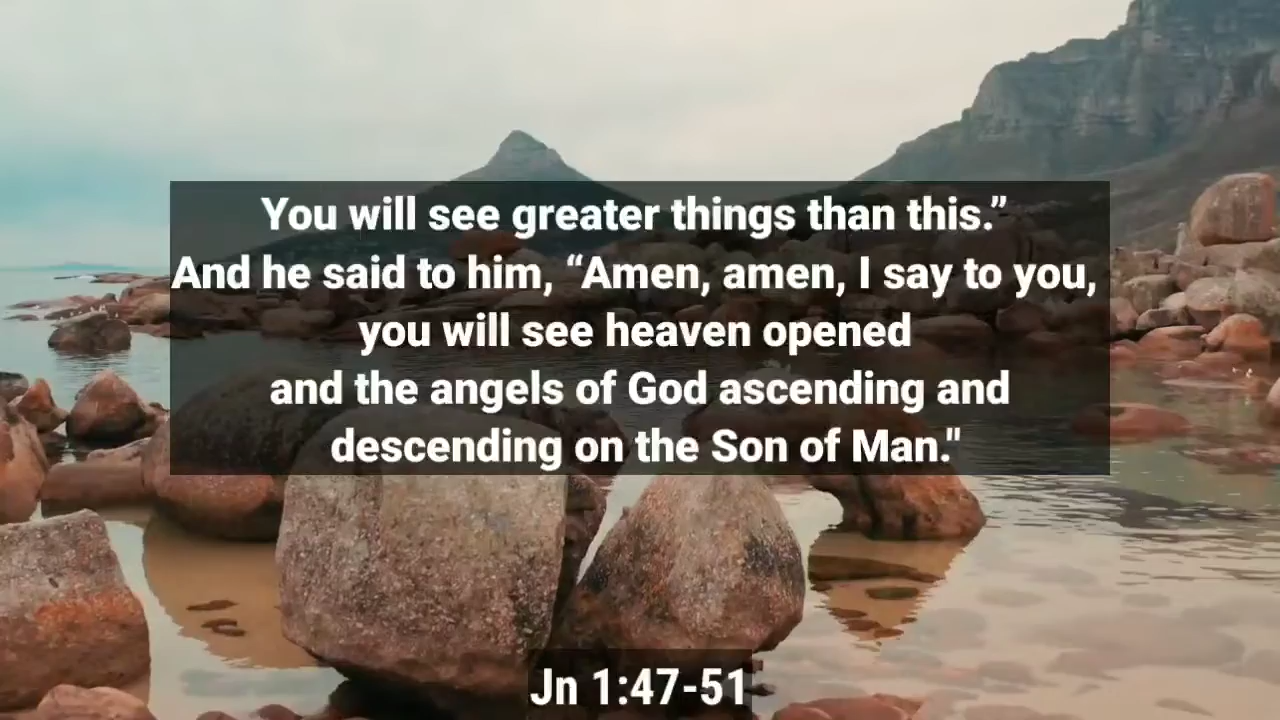 You will see greater things than this.”
And he said to him, “Amen, amen, I say to you,
you will see heaven opened
and the angels of God ascending and
descending on the Son of Man."
Jn 1:47-51